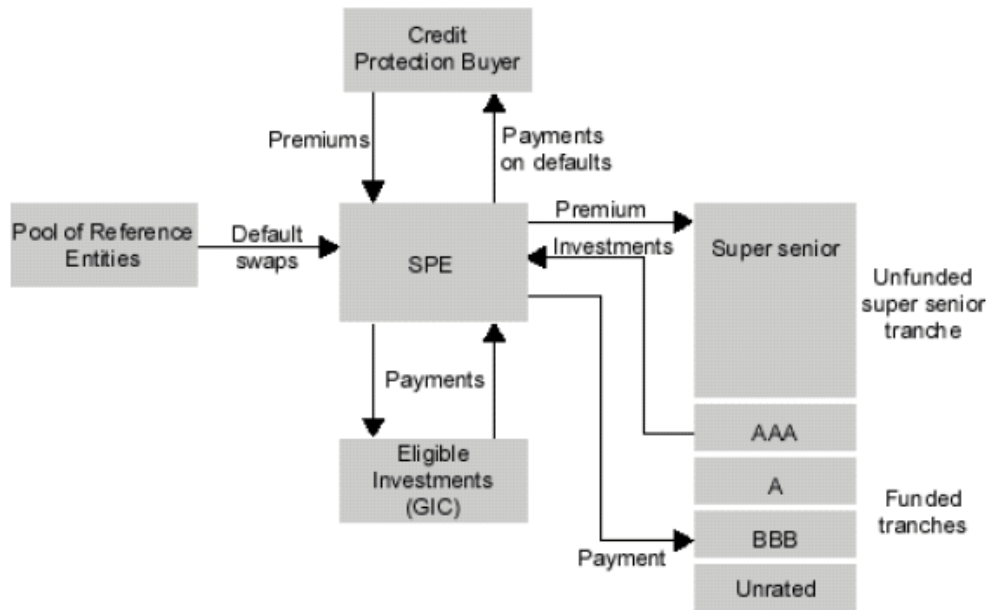 Credit
Protection Buyer
Premiums
Payments
on defaults
Pool of Reference
Entities
Default
swaps
SPE
Premium
Investments
Super senior
Unfunded
super senior
tranche
Payments
Eligible
Investments
(GIC)
AAA
A
BBB
Unrated
Funded
tranches
Payment